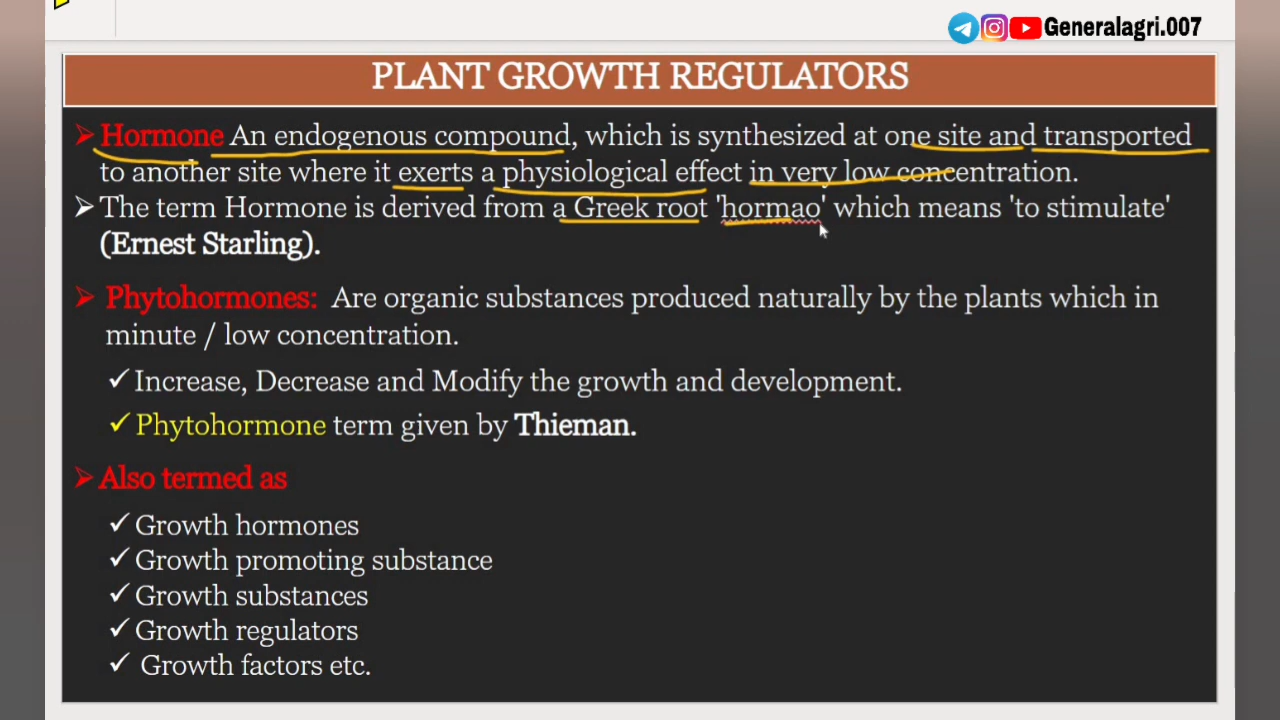 Generalagri.007
PLANT GROWTH REGULATORS
Hormone An endogenous compound, which is synthesized at one site and transported
to another site where it exerts a physiological effect in very low concentration.
The term Hormone is derived from a Greek root 'hormao' which means 'to stimulate'
(Ernest Starling).
Phytohormones: Are organic substances produced naturally by the plants which in
minute / low concentration.
Increase, Decrease and Modify the growth and development.
Phytohormone term given by Thieman.
Also termed as
Growth hormones
Growth promoting substance
Growth substances
Growth regulators
Growth factors etc.